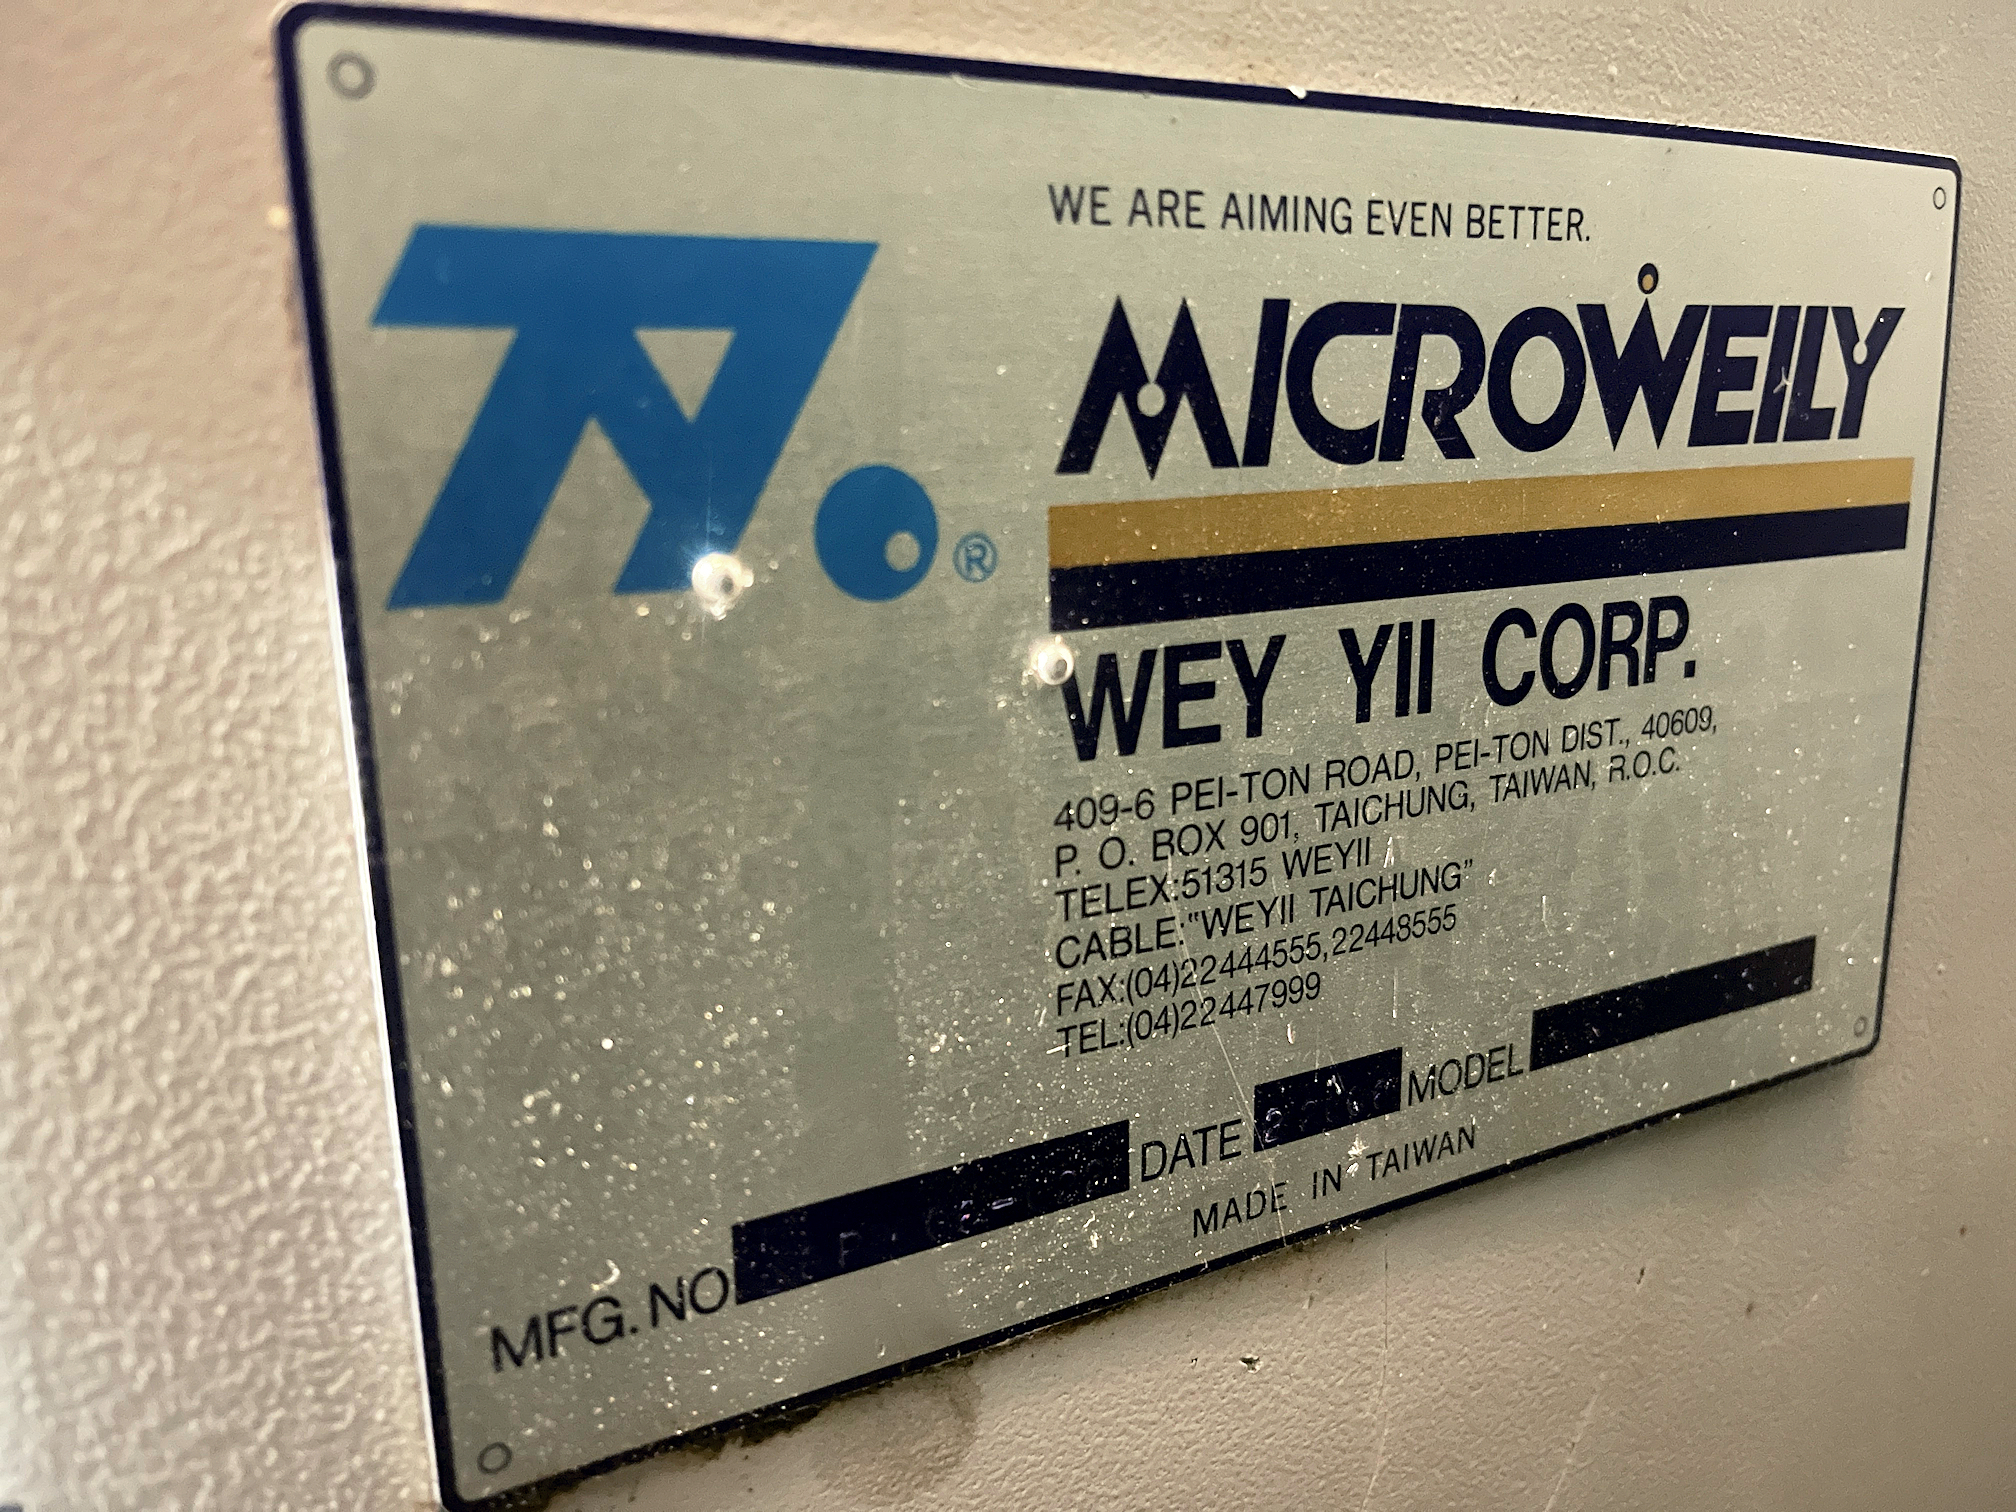 WE ARE AIMING EVEN BETTER.
MICROWEILY
®
WEY YII CORP.
409-6 PEI-TON ROAD, PEI-TON DIST., 40609,
P. O. BOX 901, TAICHUNG, TAIWAN, R.O.C.
TELEX:51315 WEYII
CABLE:"WEYII TAICHUNG"
FAX:(04)22444555,22448555
TEL:(04)22447999
MFG. NO DATE MODEL
MADE IN TAIWAN